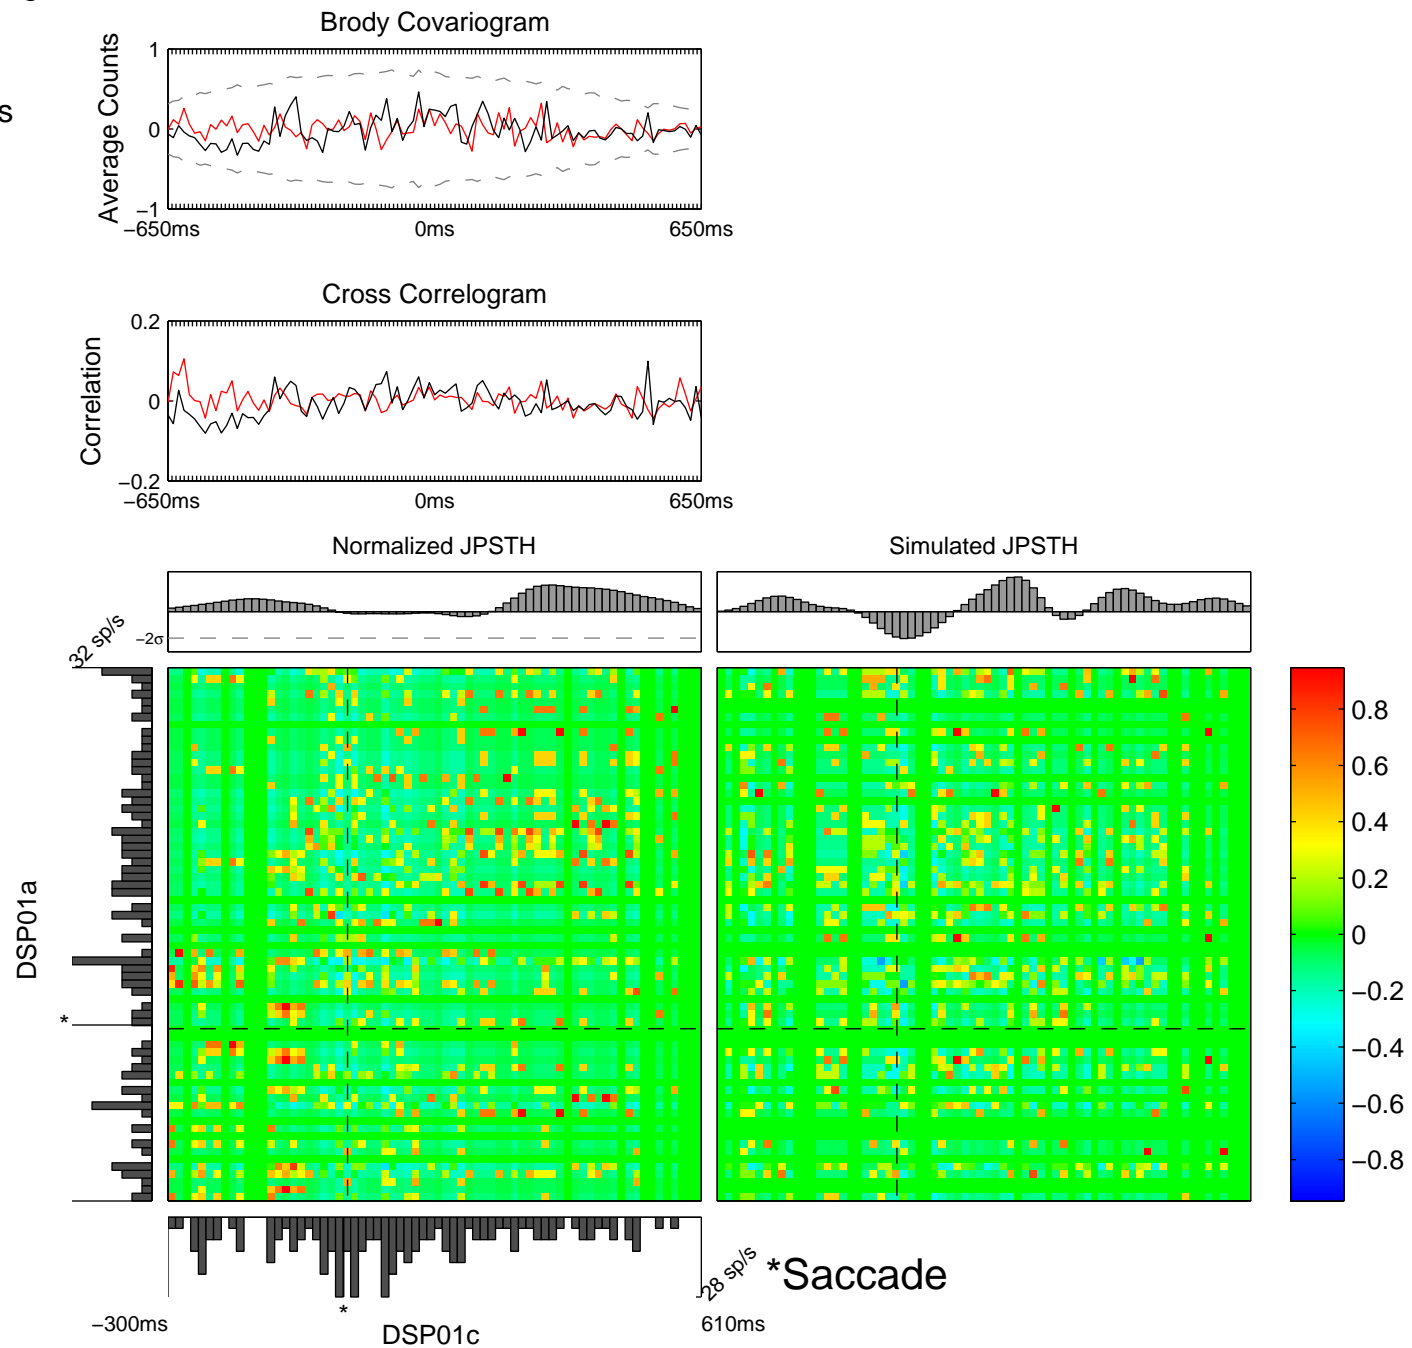 g
s
Brody Covariogram
Average Counts
1
0
−1
−650ms 0ms 650ms
Cross Correlogram
Correlation
0.2
0
−0.2
−650ms 0ms 650ms
Normalized JPSTH
Simulated JPSTH
−2σ
32 sp/s
DSP01a
*
0.8
0.6
0.4
0.2
0
−0.2
−0.4
−0.6
−0.8
28 sp/s
*Saccade
*
−300ms
DSP01c
610ms